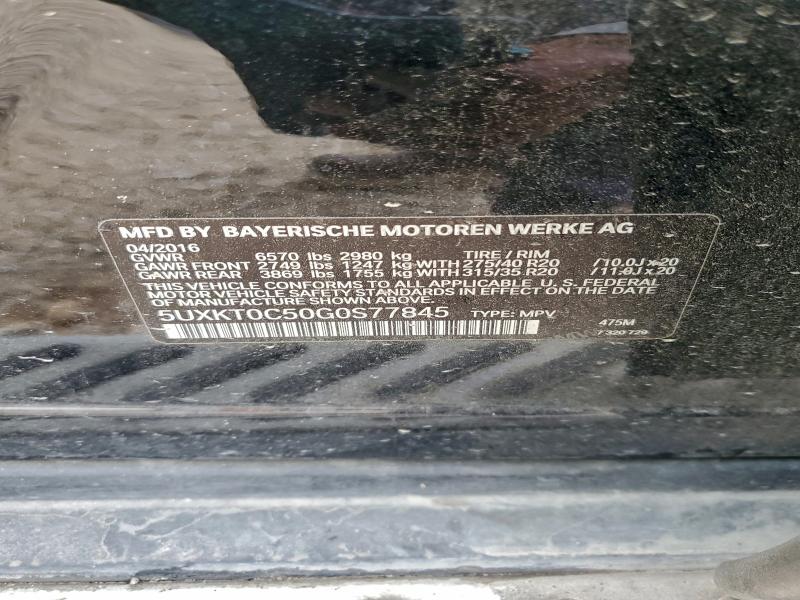 MFD BY BAYERISCHE MOTOREN WERKE AG
04/2016
GVWR 6570 lbs 2980 kg TIRE / RIM
GAWR FRONT 2749 lbs 1247 kg WITH 275/40 R20 /10.0J x 20
GAWR REAR 3869 lbs 1755 kg WITH 315/35 R20 /11.0J x 20
THIS VEHICLE CONFORMS TO ALL APPLICABLE U. S. FEDERAL
MOTOR VEHICLE SAFETY STANDARDS IN EFFECT ON THE DATE
OF MANUFACTURE SHOWN ABOVE.
5UXKT0C50G0S77845 TYPE: MPV 475M
7320729